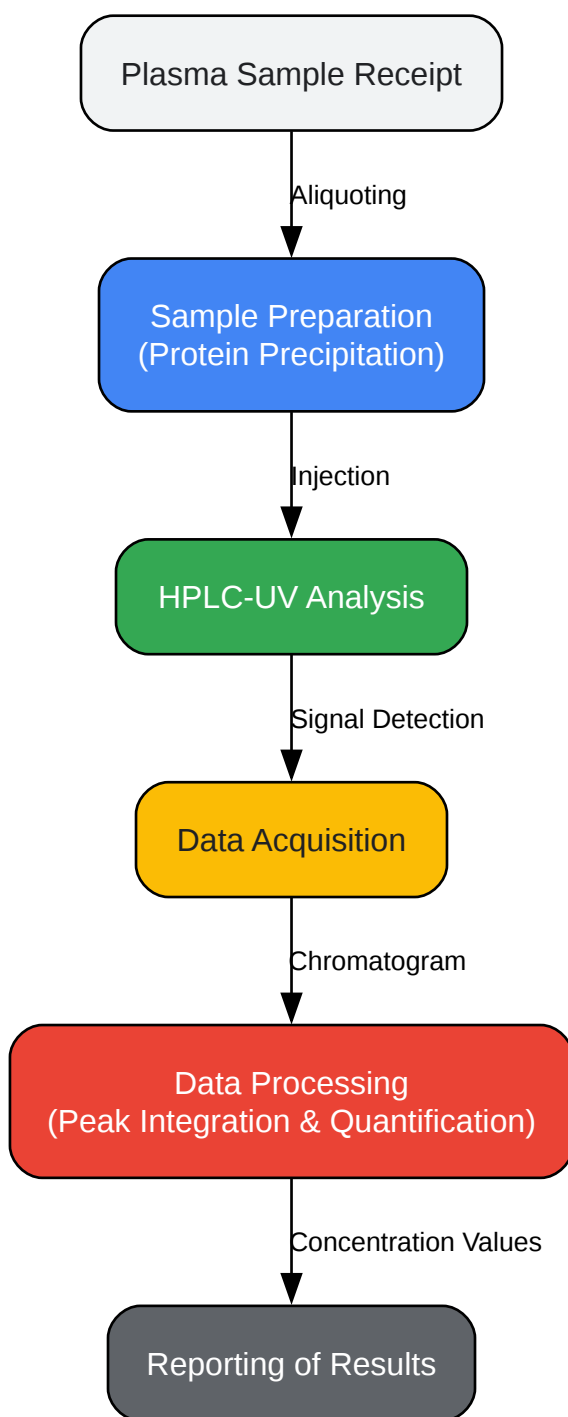 Plasma Sample Receipt
Aliquoting
Sample Preparation
(Protein Precipitation)
Injection
HPLC-UV Analysis
Signal Detection
Data Acquisition
Chromatogram
Data Processing
(Peak Integration & Quantification)
Concentration Values
Reporting of Results